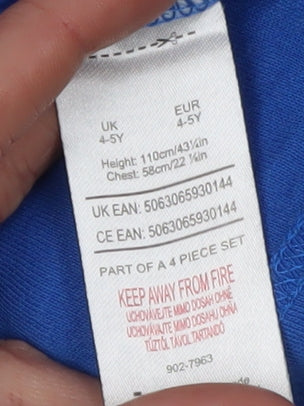 UK EUR
4-5Y 4-5Y
Height: 110cm/43¼in
Chest: 58cm/22 ¾in
UK EAN: 5063065930144
CE EAN: 5063065930144
PART OF A 4 PIECE SET
KEEP AWAY FROM FIRE
UCHOVÁVEJTE MIMO DOSAH OHNĚ
UCHOVÁVAJTE MIMO DOSAHU OHŇA
TŰZTŐL TÁVOL TARTANDÓ
902-7963